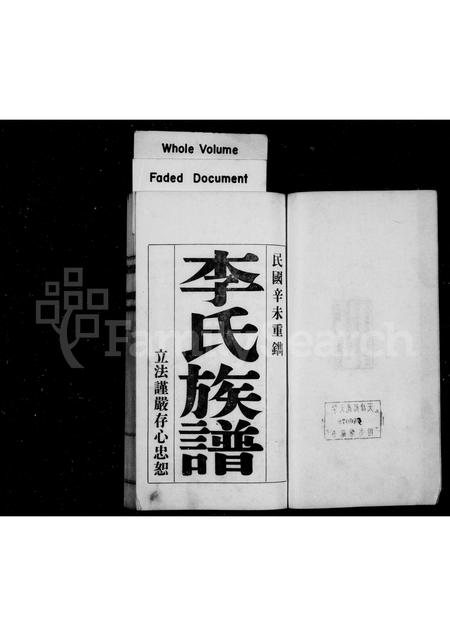 Whole Volume
Faded Document
民國辛未重鐫
李氏族譜
立法謹嚴存心忠恕
FamilySearch